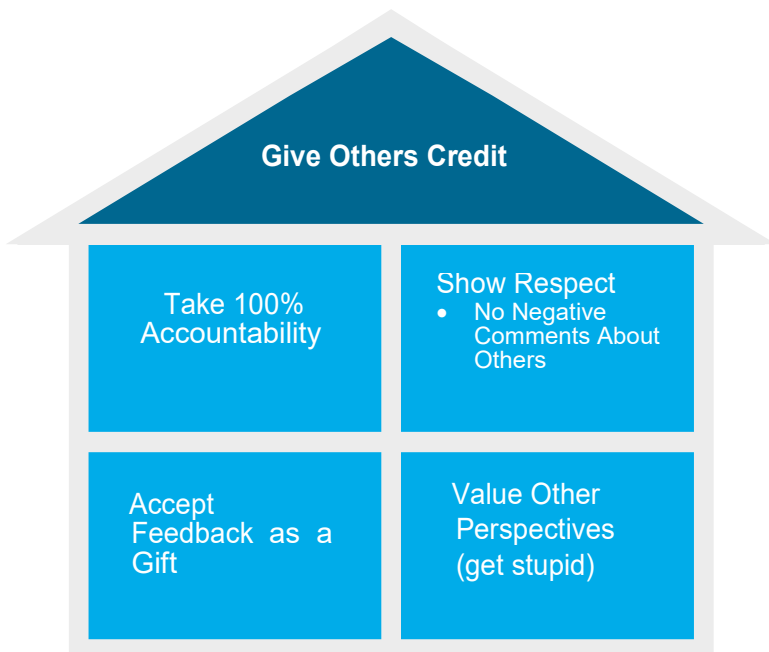 Give Others Credit
Take 100%
Accountability
Show Respect
• No Negative
Comments About
Others
Accept
Feedback as a
Gift
Value Other
Perspectives
(get stupid)